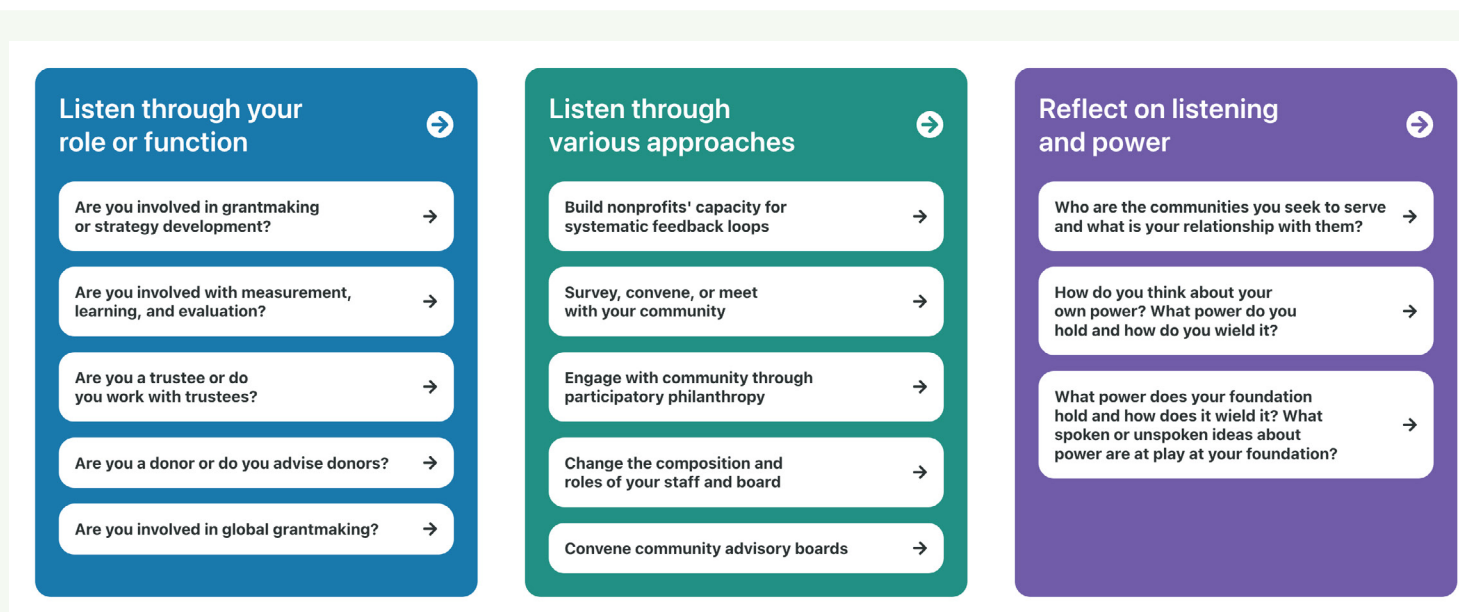 Listen through your
role or function
Are you involved in grantmaking
or strategy development?
Are you involved with measurement,
learning, and evaluation?
Are you a trustee or do
you work with trustees?
Are you a donor or do you advise donors?
Are you involved in global grantmaking?
Listen through
various approaches
Build nonprofits' capacity for
systematic feedback loops
Survey, convene, or meet
with your community
Engage with community through
participatory philanthropy
Change the composition and
roles of your staff and board
Convene community advisory boards
Reflect on listening
and power
Who are the communities you seek to serve
and what is your relationship with them?
How do you think about your
own power? What power do you
hold and how do you wield it?
What power does your foundation
hold and how does it wield it? What
spoken or unspoken ideas about
power are at play at your foundation?